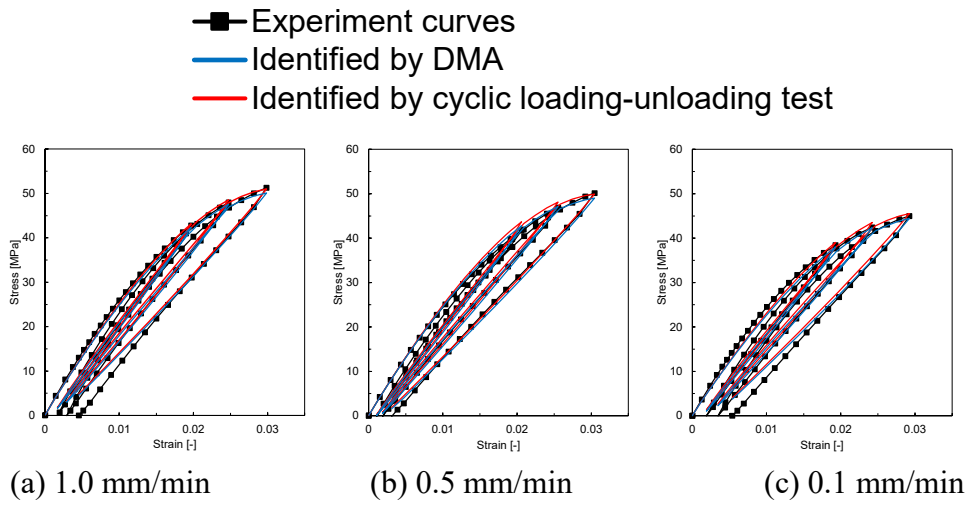 Experiment curves
Identified by DMA
Identified by cyclic loading-unloading test
60
50
40
30
20
10
0
Stress [MPa]
0 0.01 0.02 0.03
Strain [-]
60
50
40
30
20
10
0
Stress [MPa]
0 0.01 0.02 0.03
Strain [-]
60
50
40
30
20
10
0
Stress [MPa]
0 0.01 0.02 0.03
Strain [-]
(a) 1.0 mm/min (b) 0.5 mm/min (c) 0.1 mm/min